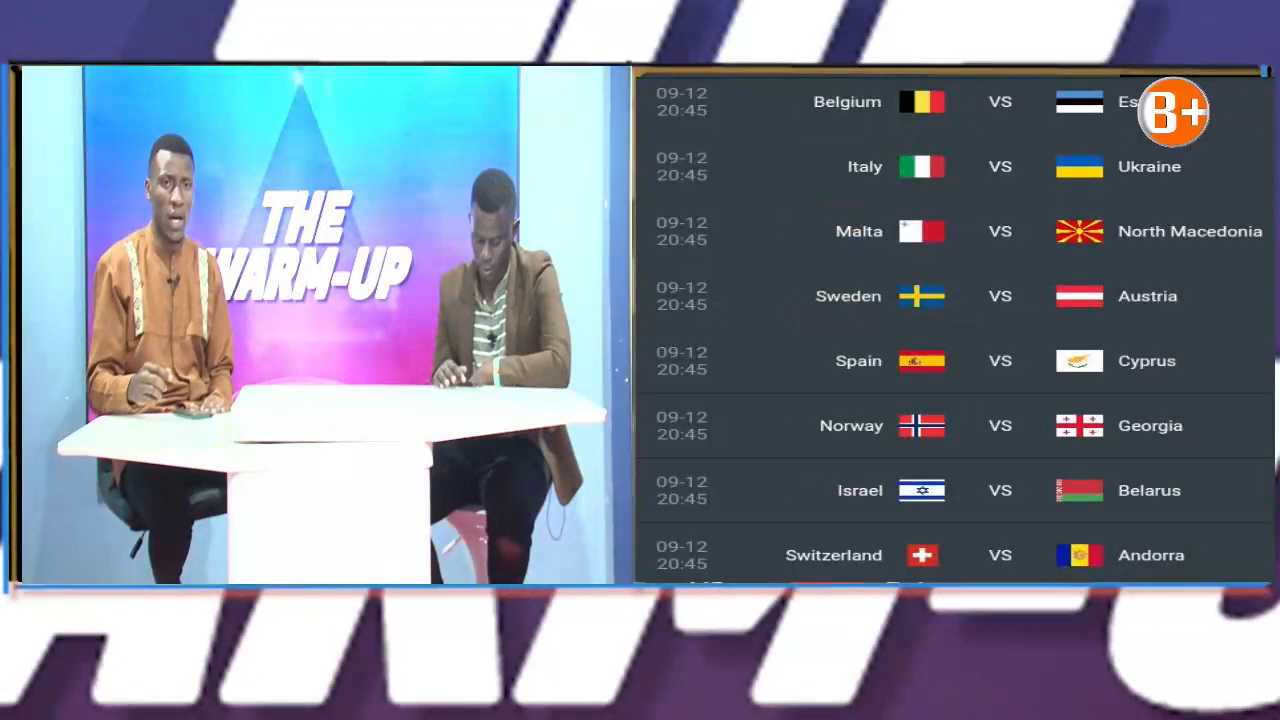 THE
WARM-UP
B+
09-12
20:45
Belgium VS
09-12
20:45
Italy VS Ukraine
09-12
20:45
Malta VS North Macedonia
09-12
20:45
Sweden VS Austria
09-12
20:45
Spain VS Cyprus
09-12
20:45
Norway VS Georgia
09-12
20:45
Israel VS Belarus
09-12
20:45
Switzerland VS Andorra